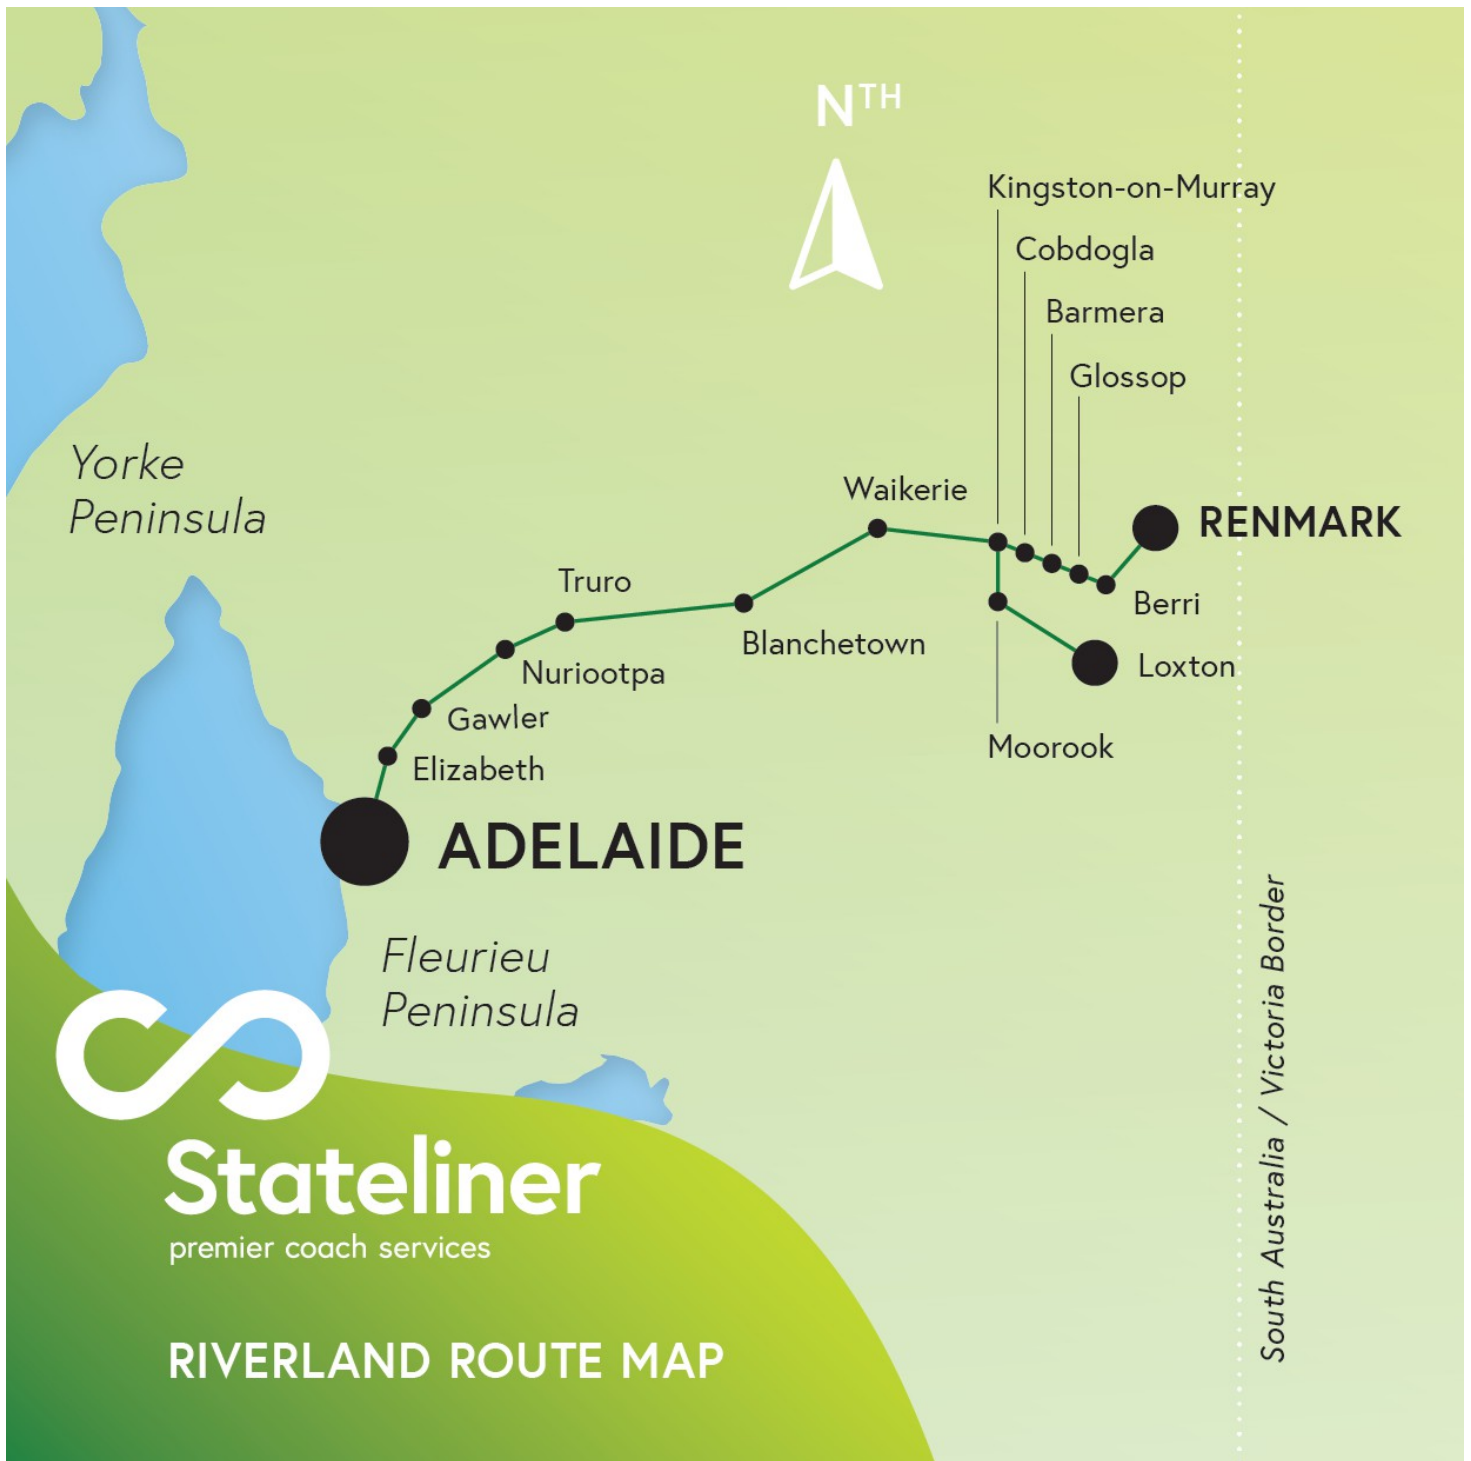 NTH
Kingston-on-Murray
Cobdogla
Barmera
Glossop
Yorke
Peninsula
Waikerie
RENMARK
Truro
Berri
Blanchetown
Loxton
Nuriootpa
Gawler
Moorook
Elizabeth
ADELAIDE
Fleurieu
Peninsula
South Australia / Victoria Border
Stateliner
premier coach services
RIVERLAND ROUTE MAP